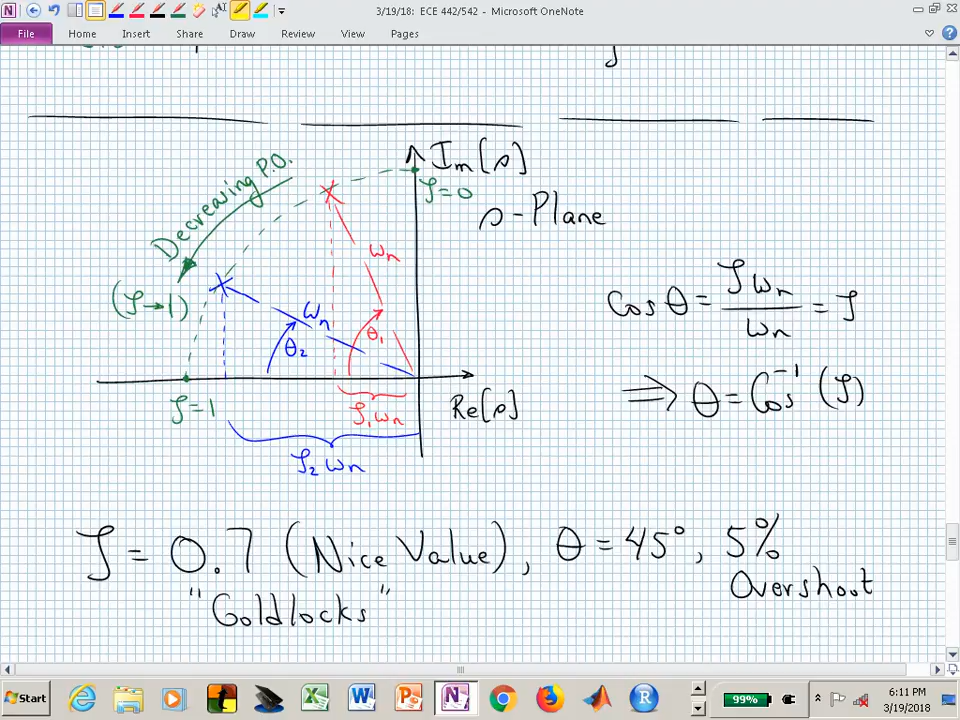 3/19/18: ECE 442/542 - Microsoft OneNote
File Home Insert Share Draw Review View Pages
Decreasing P.O.
(ζ→1)
Im[s]
ζ=0
s-Plane
ωn
ωn
θ1
θ2
ζ=1
ζ1ωn
Re[s]
ζ2ωn
Cos θ = ζωn/ωn = ζ
⇒ θ = Cos⁻¹ (ζ)
ζ = 0.7 (Nice Value), θ = 45°, 5%
Overshoot
"Goldlocks"
Start
99%
6:11 PM
3/19/2018